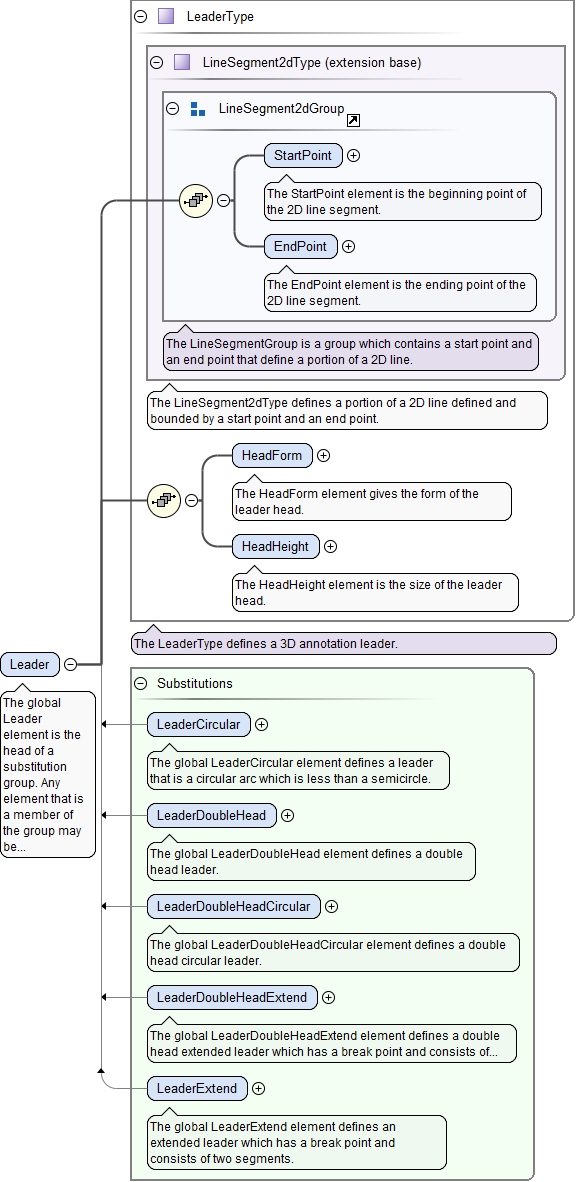 LeaderType
LineSegment2dType (extension base)
LineSegment2dGroup
StartPoint
The StartPoint element is the beginning point of
the 2D line segment.
EndPoint
The EndPoint element is the ending point of the
2D line segment.
The LineSegmentGroup is a group which contains a start point and
an end point that define a portion of a 2D line.
The LineSegment2dType defines a portion of a 2D line defined and
bounded by a start point and an end point.
HeadForm
The HeadForm element gives the form of the
leader head.
HeadHeight
The HeadHeight element is the size of the leader
head.
The LeaderType defines a 3D annotation leader.
Leader
The global
Leader
element is the
head of a
substitution
group. Any
element that is
a member of
the group may
be...
Substitutions
LeaderCircular
The global LeaderCircular element defines a leader
that is a circular arc which is less than a semicircle.
LeaderDoubleHead
The global LeaderDoubleHead element defines a double
head leader.
LeaderDoubleHeadCircular
The global LeaderDoubleHeadCircular element defines a double
head circular leader.
LeaderDoubleHeadExtend
The global LeaderDoubleHeadExtend element defines a double
head extended leader which has a break point and consists of...
LeaderExtend
The global LeaderExtend element defines an
extended leader which has a break point and
consists of two segments.